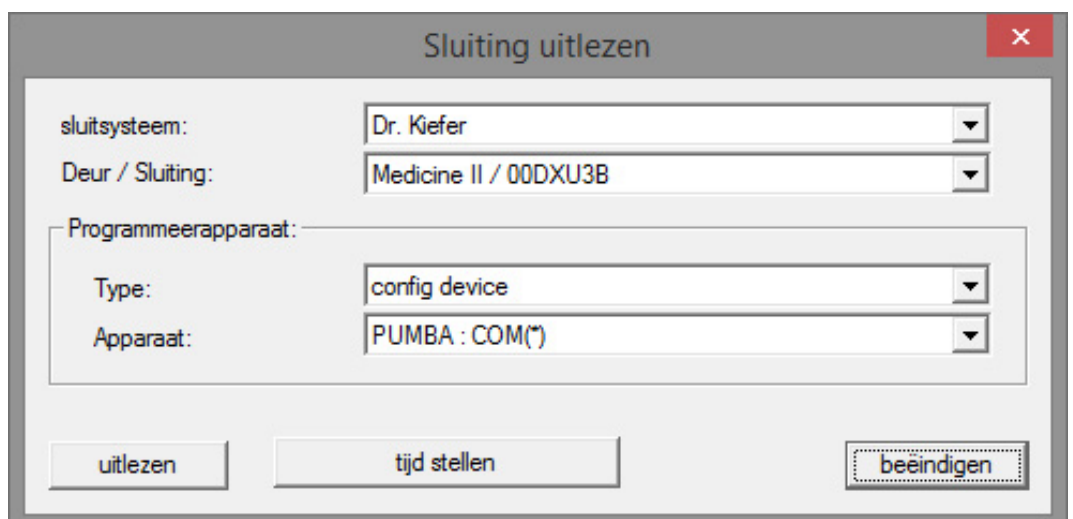 Sluiting uitlezen
sluitsysteem: Dr. Kiefer
Deur / Sluiting: Medicine II / 00DXU3B
Programmeerapparaat:
Type: config device
Apparaat: PUMBA : COM(*)
uitlezen tijd stellen beëindigen